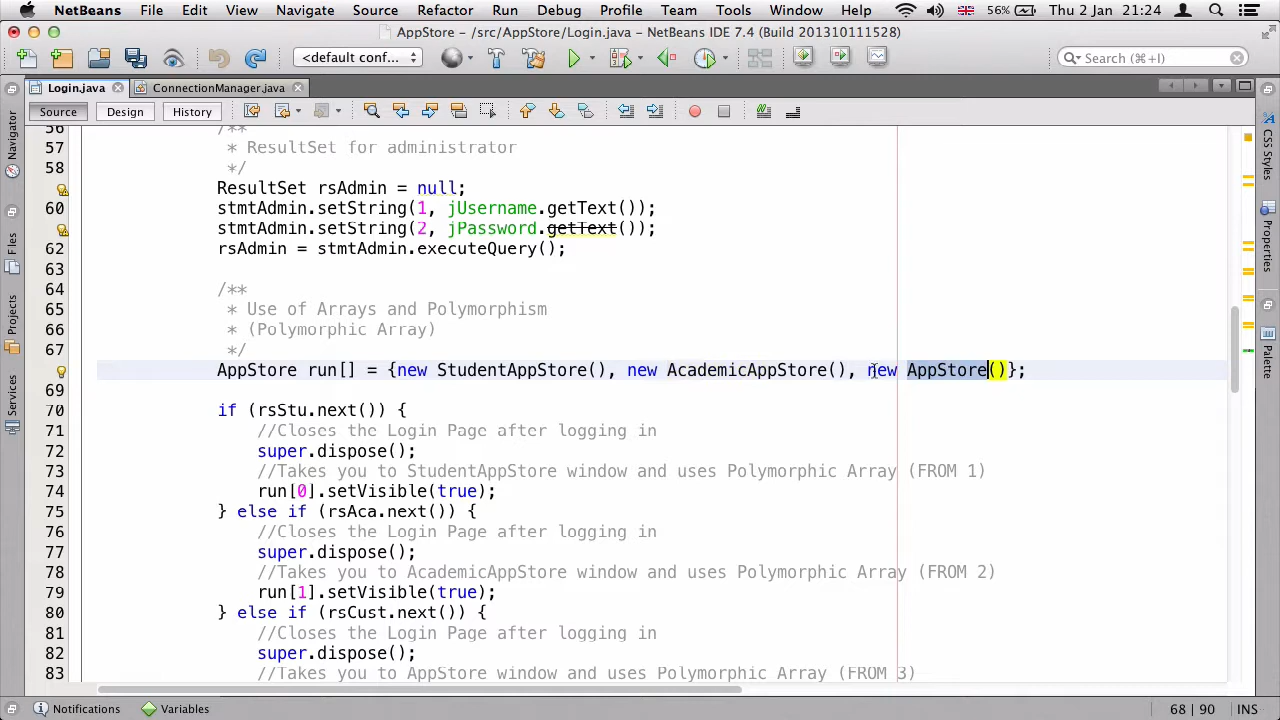 NetBeans File Edit View Navigate Source Refactor Run Debug Profile Team Tools Window Help 56% Thu 2 Jan 21:24
AppStore – /src/AppStore/Login.java – NetBeans IDE 7.4 (Build 201310111528)
<default conf... Search (⌘+I)
Login.java ConnectionManager.java
Source Design History
Navigator
Files
Projects
Services
CSS Styles
Properties
Palette
56 /**
57 * ResultSet for administrator
58 */
ResultSet rsAdmin = null;
60 stmtAdmin.setString(1, jUsername.getText());
stmtAdmin.setString(2, jPassword.getText());
62 rsAdmin = stmtAdmin.executeQuery();
63
64 /**
65 * Use of Arrays and Polymorphism
66 * (Polymorphic Array)
67 */
AppStore run[] = {new StudentAppStore(), new AcademicAppStore(), new AppStore()};
69
70 if (rsStu.next()) {
71 //Closes the Login Page after logging in
72 super.dispose();
73 //Takes you to StudentAppStore window and uses Polymorphic Array (FROM 1)
74 run[0].setVisible(true);
75 } else if (rsAca.next()) {
76 //Closes the Login Page after logging in
77 super.dispose();
78 //Takes you to AcademicAppStore window and uses Polymorphic Array (FROM 2)
79 run[1].setVisible(true);
80 } else if (rsCust.next()) {
81 //Closes the Login Page after logging in
82 super.dispose();
83 //Takes you to AppStore window and uses Polymorphic Array (FROM 3)
Notifications Variables 68 | 90 INS